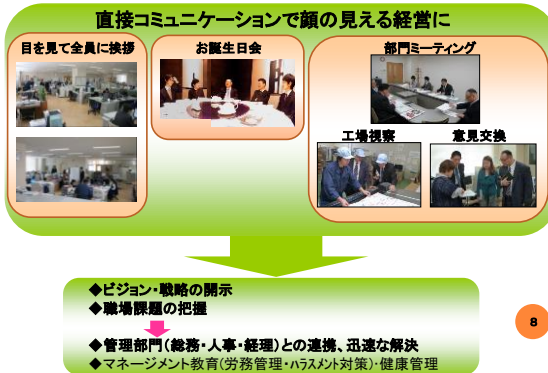 直接コミュニケーションで顔の見える経営に
目を見て全員に挨拶
お誕生日会
部門ミーティング
工場視察
意見交換
◆ビジョン・戦略の開示
◆職場課題の把握
◆管理部門(総務・人事・経理)との連携、迅速な解決
◆マネージメント教育(労務管理・ハラスメント対策)・健康管理
8